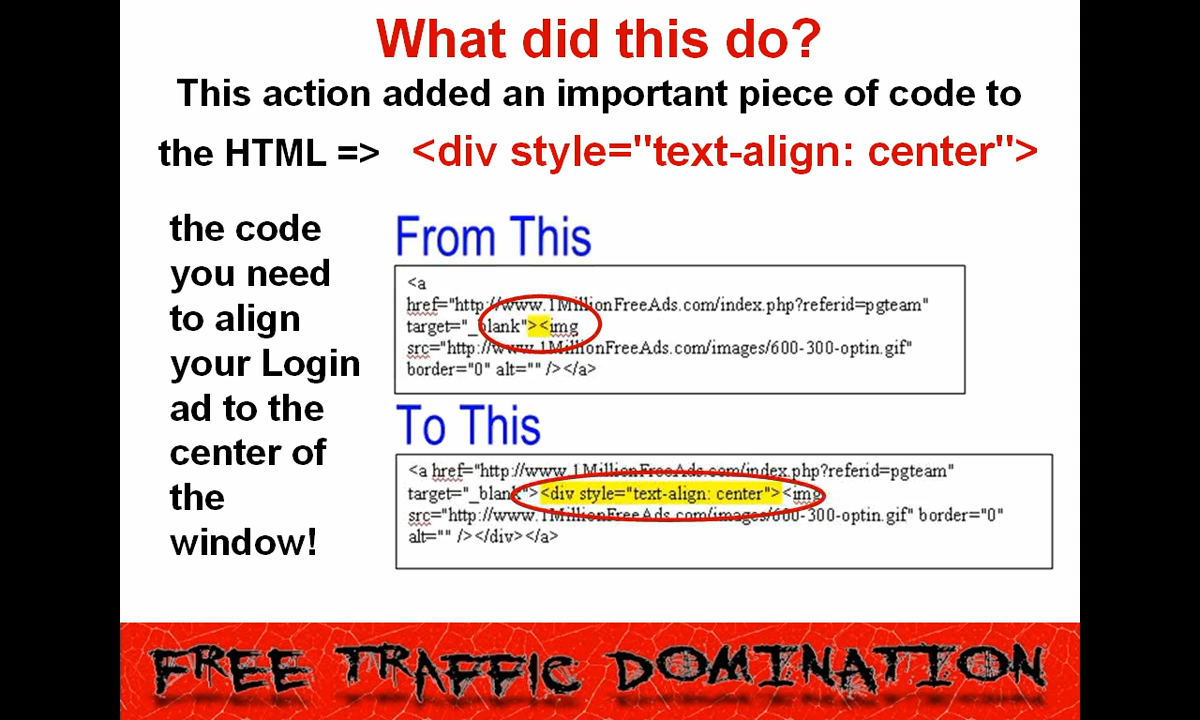 What did this do?
This action added an important piece of code to
the HTML => <div style="text-align: center">
the code
you need
to align
your Login
ad to the
center of
the
window!
From This
<a
href="http://www.1MillionFreeAds.com/index.php?referid=pgteam"
target="_blank"><img
src="http://www.1MillionFreeAds.com/images/600-300-optin.gif"
border="0" alt="" /></a>
To This
<a href="http://www.1MillionFreeAds.com/index.php?referid=pgteam"
target="_blank"><div style="text-align: center"><img
src="http://www.1MillionFreeAds.com/images/600-300-optin.gif" border="0"
alt="" /></div></a>
FREE TRAFFIC DOMINATION